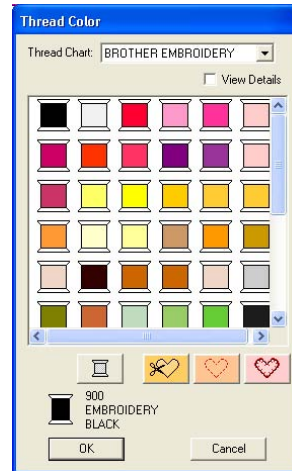 Thread Color
Thread Chart: BROTHER EMBROIDERY
View Details
900
EMBROIDERY
BLACK
OK
Cancel